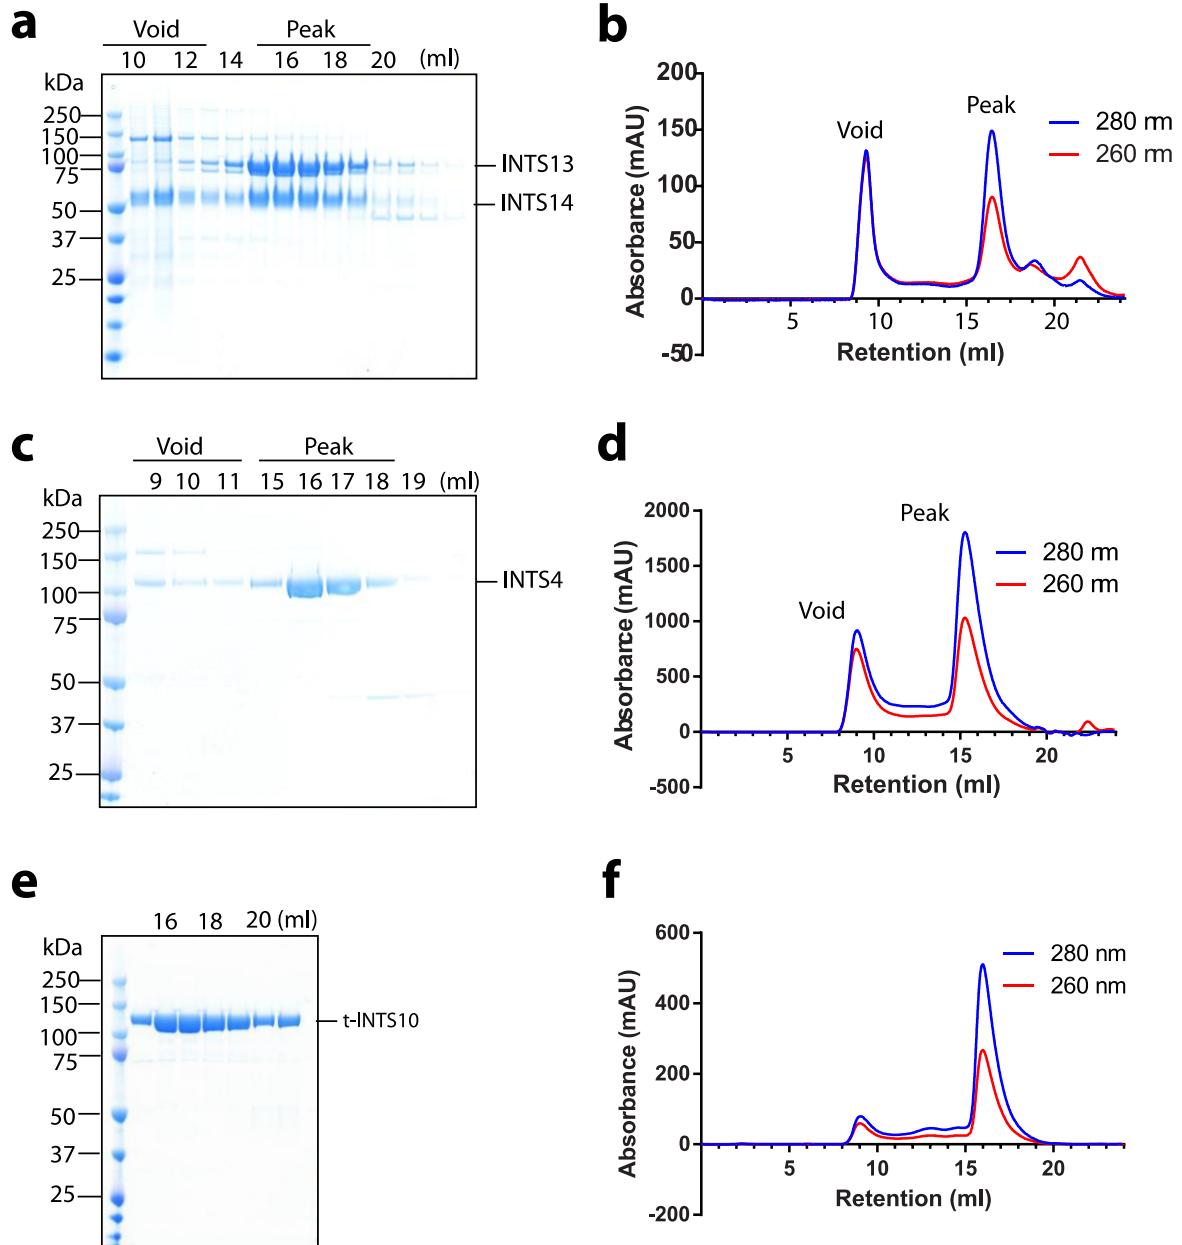 a
Void Peak
10 12 14 16 18 20 (ml)
kDa
250
150
100
75
50
37
25
INTS13
INTS14
b
200
150
100
50
0
-50
Absorbance (mAU)
Void
Peak
280 nm
260 nm
5 10 15 20
Retention (ml)
c
Void Peak
9 10 11 15 16 17 18 19 (ml)
kDa
250
150
100
75
50
37
25
INTS4
d
2000
1500
1000
500
0
-500
Absorbance (mAU)
Void
Peak
280 nm
260 nm
5 10 15 20
Retention (ml)
e
16 18 20 (ml)
kDa
250
150
100
75
50
37
25
t-INTS10
f
600
400
200
0
-200
Absorbance (mAU)
280 nm
260 nm
5 10 15 20
Retention (ml)